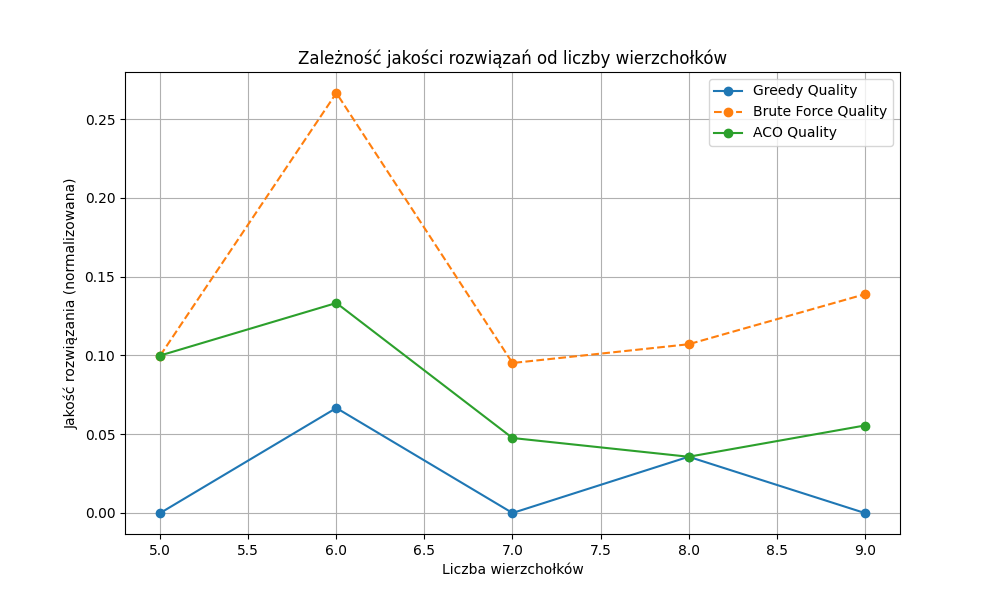 Zależność jakości rozwiązań od liczby wierzchołków
Greedy Quality
Brute Force Quality
ACO Quality
Jakość rozwiązania (normalizowana)
0.25
0.20
0.15
0.10
0.05
0.00
5.0 5.5 6.0 6.5 7.0 7.5 8.0 8.5 9.0
Liczba wierzchołków